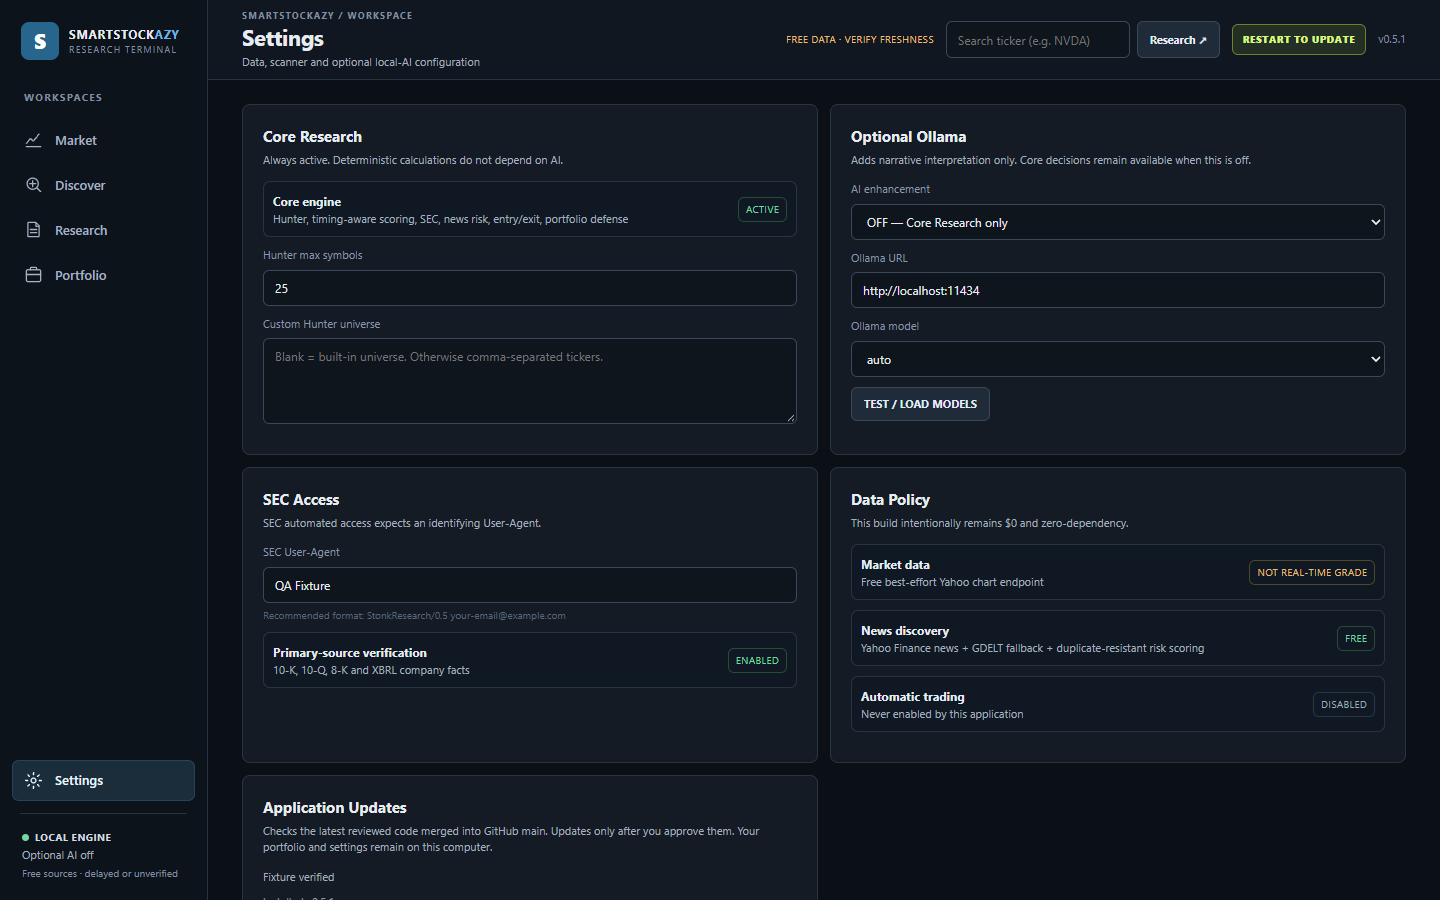 S
SMARTSTOCKAZY
RESEARCH TERMINAL
WORKSPACES
Market
Discover
Research
Portfolio
Settings
LOCAL ENGINE
Optional AI off
Free sources · delayed or unverified
SMARTSTOCKAZY / WORKSPACE
Settings
Data, scanner and optional local-AI configuration
FREE DATA · VERIFY FRESHNESS
Search ticker (e.g. NVDA)
Research ↗
RESTART TO UPDATE
v0.5.1
Core Research
Always active. Deterministic calculations do not depend on AI.
Core engine
Hunter, timing-aware scoring, SEC, news risk, entry/exit, portfolio defense
ACTIVE
Hunter max symbols
25
Custom Hunter universe
Blank = built-in universe. Otherwise comma-separated tickers.
Optional Ollama
Adds narrative interpretation only. Core decisions remain available when this is off.
AI enhancement
OFF — Core Research only
Ollama URL
http://localhost:11434
Ollama model
auto
TEST / LOAD MODELS
SEC Access
SEC automated access expects an identifying User-Agent.
SEC User-Agent
QA Fixture
Recommended format: StonkResearch/0.5 your-email@example.com
Primary-source verification
10-K, 10-Q, 8-K and XBRL company facts
ENABLED
Data Policy
This build intentionally remains $0 and zero-dependency.
Market data
Free best-effort Yahoo chart endpoint
NOT REAL-TIME GRADE
News discovery
Yahoo Finance news + GDELT fallback + duplicate-resistant risk scoring
FREE
Automatic trading
Never enabled by this application
DISABLED
Application Updates
Checks the latest reviewed code merged into GitHub main. Updates only after you approve them. Your
portfolio and settings remain on this computer.
Fixture verified